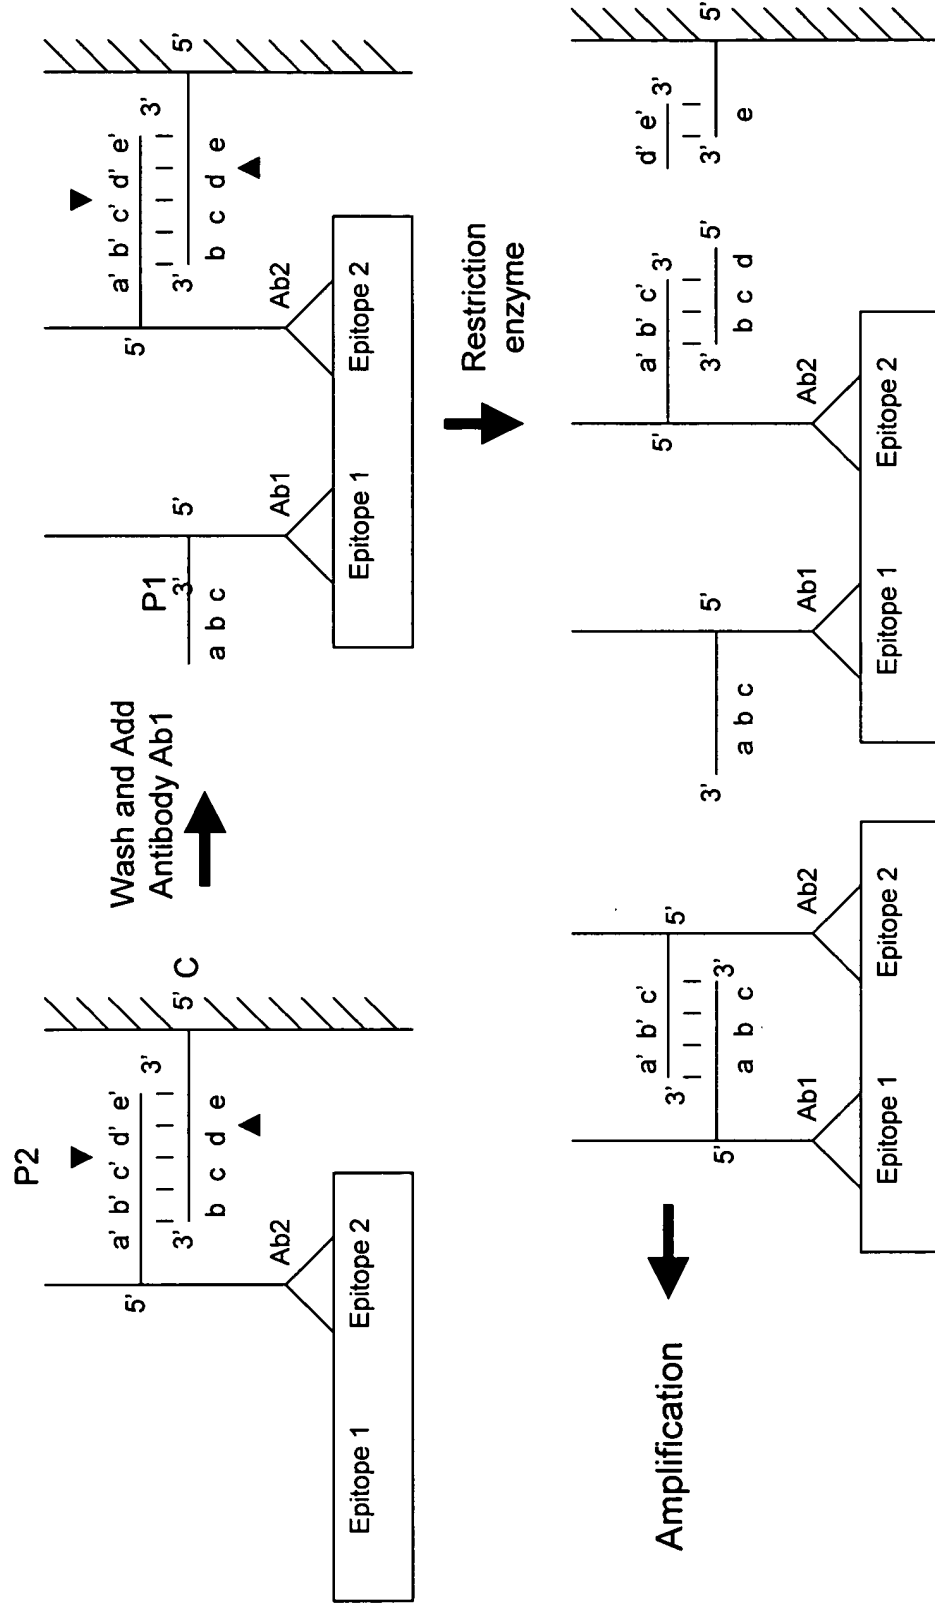 P2
a' b' c' d' e'
5'
3'
3'
5' C
b c d e
Ab2
Epitope 1
Epitope 2
Wash and Add
Antibody Ab1
P1
3'
5'
a b c
Ab1
Epitope 1
a' b' c' d' e'
5'
3'
3'
5'
b c d e
Ab2
Epitope 2
Restriction
enzyme
3'
5'
a b c
Ab1
Epitope 1
5'
a' b' c'
3'
3'
5'
b c d
Ab2
Epitope 2
d' e'
3'
3'
5'
e
a' b' c'
3'
5'
5'
3'
a b c
Ab1
Ab2
Epitope 1
Epitope 2
Amplification